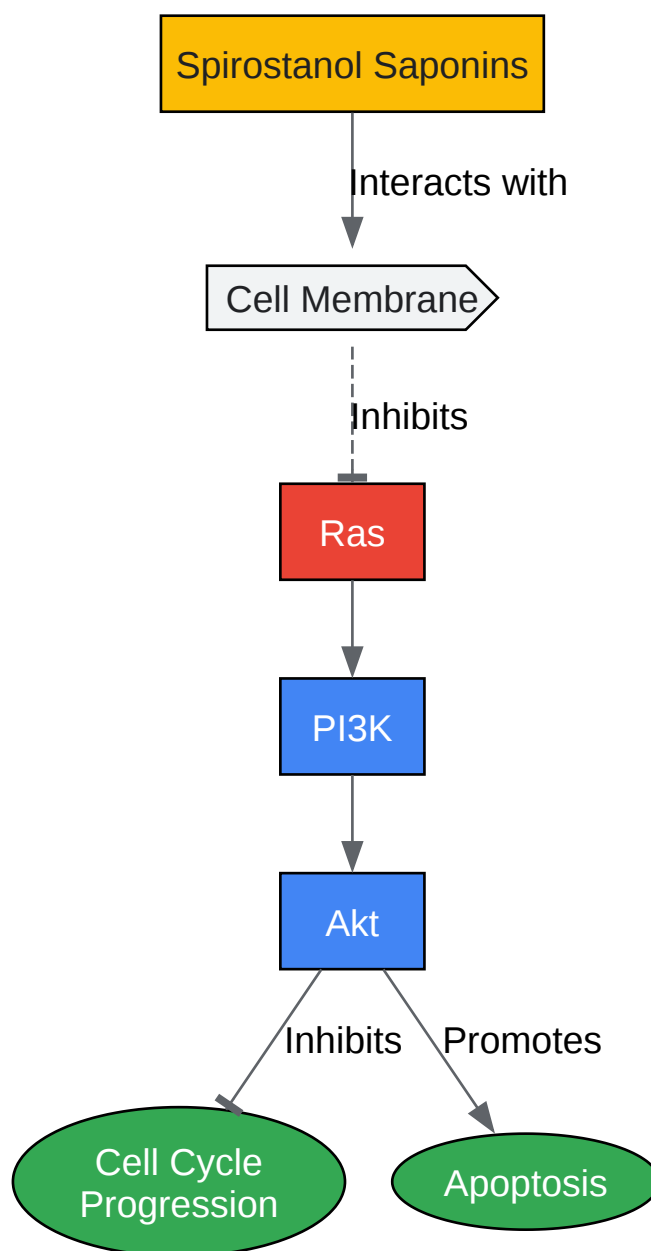 Spirostanol Saponins
Interacts with
Cell Membrane
Inhibits
Ras
PI3K
Akt
Inhibits
Promotes
Cell Cycle
Progression
Apoptosis